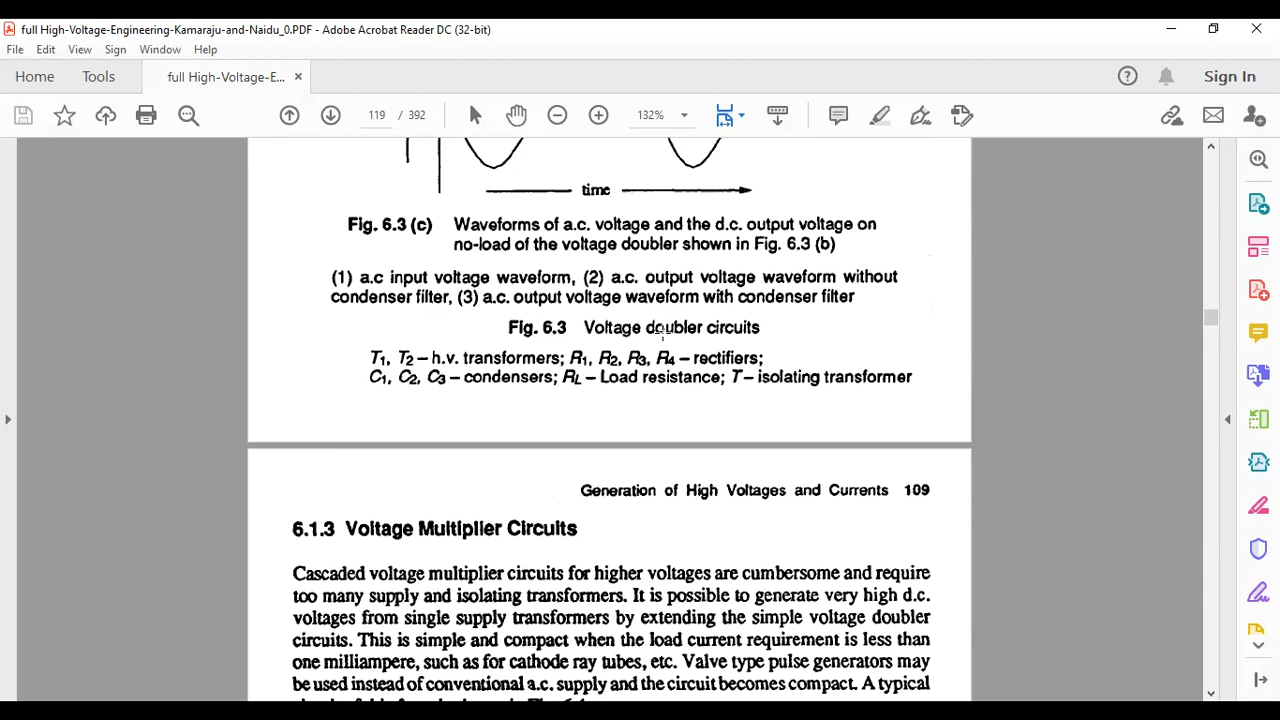 full High-Voltage-Engineering-Kamaraju-and-Naidu_0.PDF - Adobe Acrobat Reader DC (32-bit)
File Edit View Sign Window Help
Home Tools full High-Voltage-E... × Sign In
119 / 392 132%
time
Fig. 6.3 (c) Waveforms of a.c. voltage and the d.c. output voltage on
no-load of the voltage doubler shown in Fig. 6.3 (b)
(1) a.c input voltage waveform, (2) a.c. output voltage waveform without
condenser filter, (3) a.c. output voltage waveform with condenser filter
Fig. 6.3 Voltage doubler circuits
T1, T2 – h.v. transformers; R1, R2, R3, R4 – rectifiers;
C1, C2, C3 – condensers; RL – Load resistance; T – isolating transformer
Generation of High Voltages and Currents 109
6.1.3 Voltage Multiplier Circuits
Cascaded voltage multiplier circuits for higher voltages are cumbersome and require
too many supply and isolating transformers. It is possible to generate very high d.c.
voltages from single supply transformers by extending the simple voltage doubler
circuits. This is simple and compact when the load current requirement is less than
one milliampere, such as for cathode ray tubes, etc. Valve type pulse generators may
be used instead of conventional a.c. supply and the circuit becomes compact. A typical